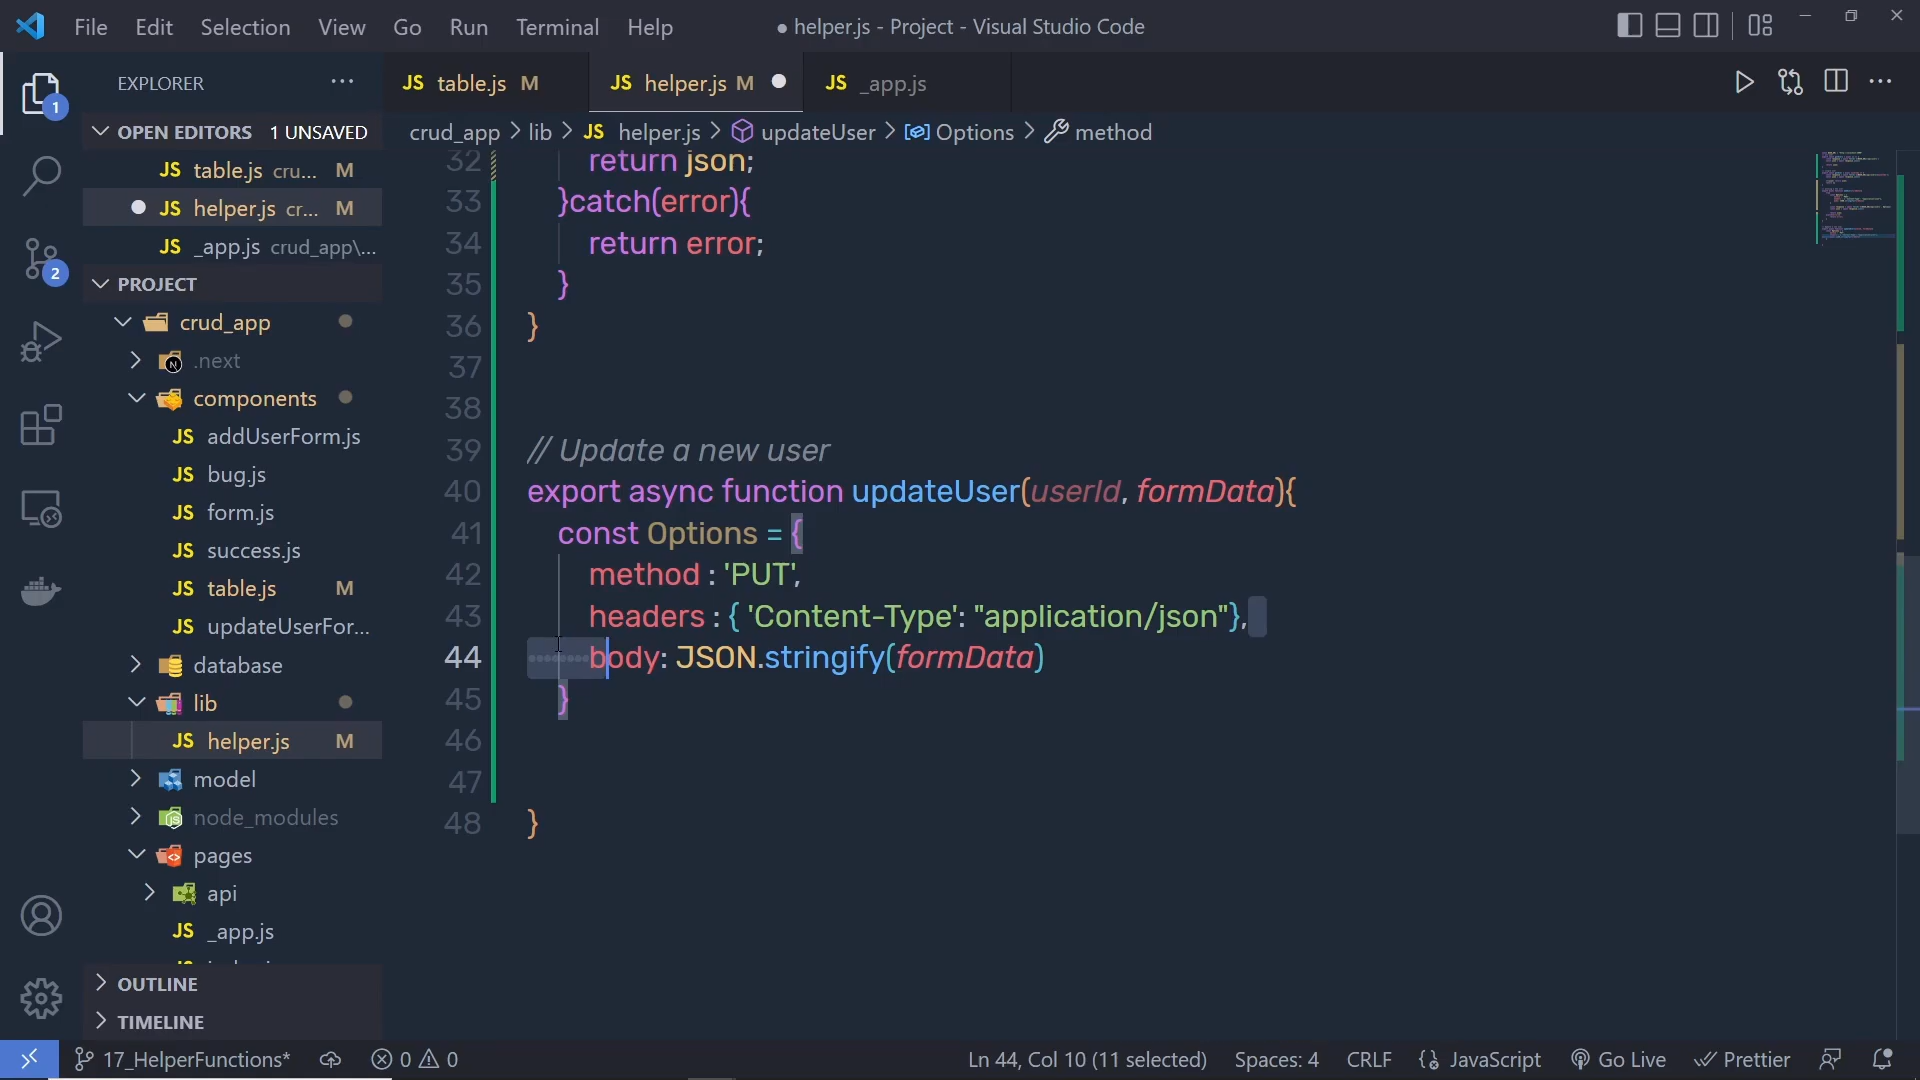 File Edit Selection View Go Run Terminal Help
● helper.js - Project - Visual Studio Code
EXPLORER ...
1
OPEN EDITORS 1 UNSAVED
JS table.js cru... M
JS helper.js cr... M
JS _app.js crud_app\...
2
PROJECT
crud_app
.next
components
JS addUserForm.js
JS bug.js
JS form.js
JS success.js
JS table.js M
JS updateUserFor...
database
lib
JS helper.js M
model
node_modules
pages
api
JS _app.js
OUTLINE
TIMELINE
JS table.js M
JS helper.js M
JS _app.js
crud_app > lib > JS helper.js > updateUser > Options > method
32 return json;
33 }catch(error){
34 return error;
35 }
36 }
37
38
39 // Update a new user
40 export async function updateUser(userId, formData){
41 const Options = {
42 method : 'PUT',
43 headers : { 'Content-Type': "application/json"},
44 body: JSON.stringify(formData)
45 }
46
47
48 }
17_HelperFunctions* 0 0
Ln 44, Col 10 (11 selected) Spaces: 4 CRLF JavaScript Go Live Prettier